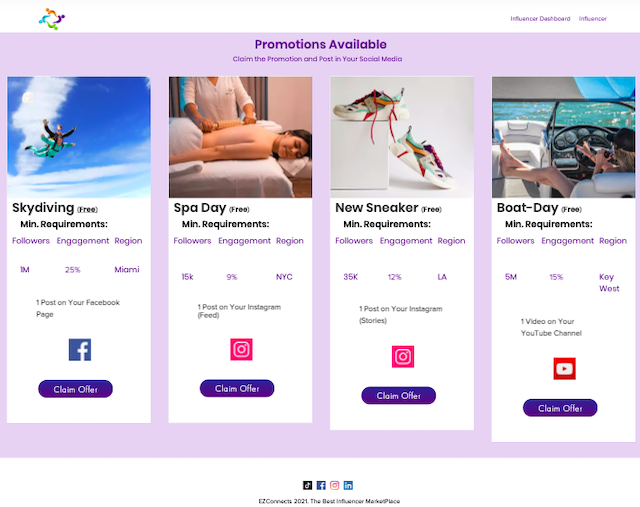 Influencer Dashboard Influencer
Promotions Available
Claim the Promotion and Post in Your Social Media
Skydiving (Free)
Min. Requirements:
Followers Engagement Region
1M 25% Miami
1 Post on Your Facebook
Page
Claim Offer
Spa Day (Free)
Min. Requirements:
Followers Engagement Region
15k 9% NYC
1 Post on Your Instagram
(Feed)
Claim Offer
New Sneaker (Free)
Min. Requirements:
Followers Engagement Region
35K 12% LA
1 Post on Your Instagram
(Stories)
Claim Offer
Boat-Day (Free)
Min. Requirements:
Followers Engagement Region
5M 15% Key
West
1 Video on Your
YouTube Channel
Claim Offer
EZConnects 2021. The Best Influencer MarketPlace